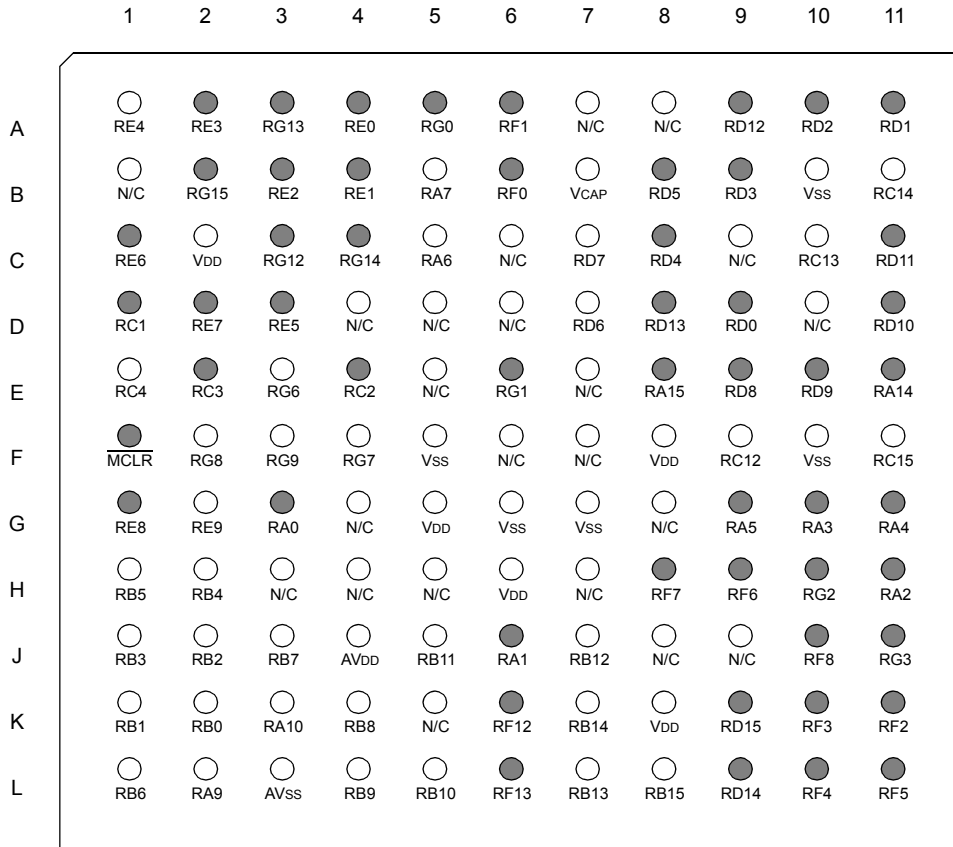 1 2 3 4 5 6 7 8 9 10 11
A
RE4 RE3 RG13 RE0 RG0 RF1 N/C N/C RD12 RD2 RD1
B
N/C RG15 RE2 RE1 RA7 RF0 VCAP RD5 RD3 VSS RC14
C
RE6 VDD RG12 RG14 RA6 N/C RD7 RD4 N/C RC13 RD11
D
RC1 RE7 RE5 N/C N/C N/C RD6 RD13 RD0 N/C RD10
E
RC4 RC3 RG6 RC2 N/C RG1 N/C RA15 RD8 RD9 RA14
F
MCLR RG8 RG9 RG7 VSS N/C N/C VDD RC12 VSS RC15
G
RE8 RE9 RA0 N/C VDD VSS VSS N/C RA5 RA3 RA4
H
RB5 RB4 N/C N/C N/C VDD N/C RF7 RF6 RG2 RA2
J
RB3 RB2 RB7 AVDD RB11 RA1 RB12 N/C N/C RF8 RG3
K
RB1 RB0 RA10 RB8 N/C RF12 RB14 VDD RD15 RF3 RF2
L
RB6 RA9 AVSS RB9 RB10 RF13 RB13 RB15 RD14 RF4 RF5